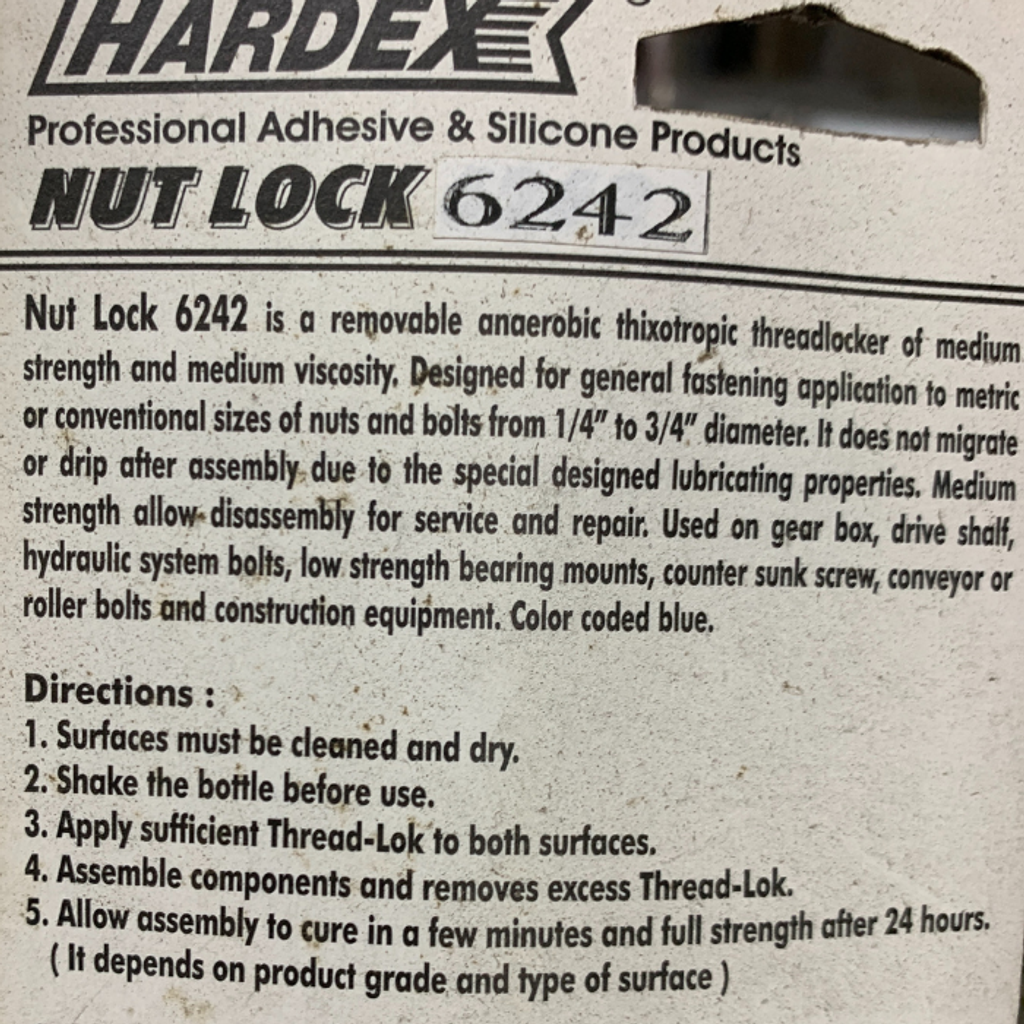 HARDEX
Professional Adhesive & Silicone Products
NUT LOCK 6242
Nut Lock 6242 is a removable anaerobic thixotropic threadlocker of medium
strength and medium viscosity. Designed for general fastening application to metric
or conventional sizes of nuts and bolts from 1/4" to 3/4" diameter. It does not migrate
or drip after assembly due to the special designed lubricating properties. Medium
strength allow disassembly for service and repair. Used on gear box, drive shalf,
hydraulic system bolts, low strength bearing mounts, counter sunk screw, conveyor or
roller bolts and construction equipment. Color coded blue.
Directions :
1. Surfaces must be cleaned and dry.
2. Shake the bottle before use.
3. Apply sufficient Thread-Lok to both surfaces.
4. Assemble components and removes excess Thread-Lok.
5. Allow assembly to cure in a few minutes and full strength after 24 hours.
( It depends on product grade and type of surface )